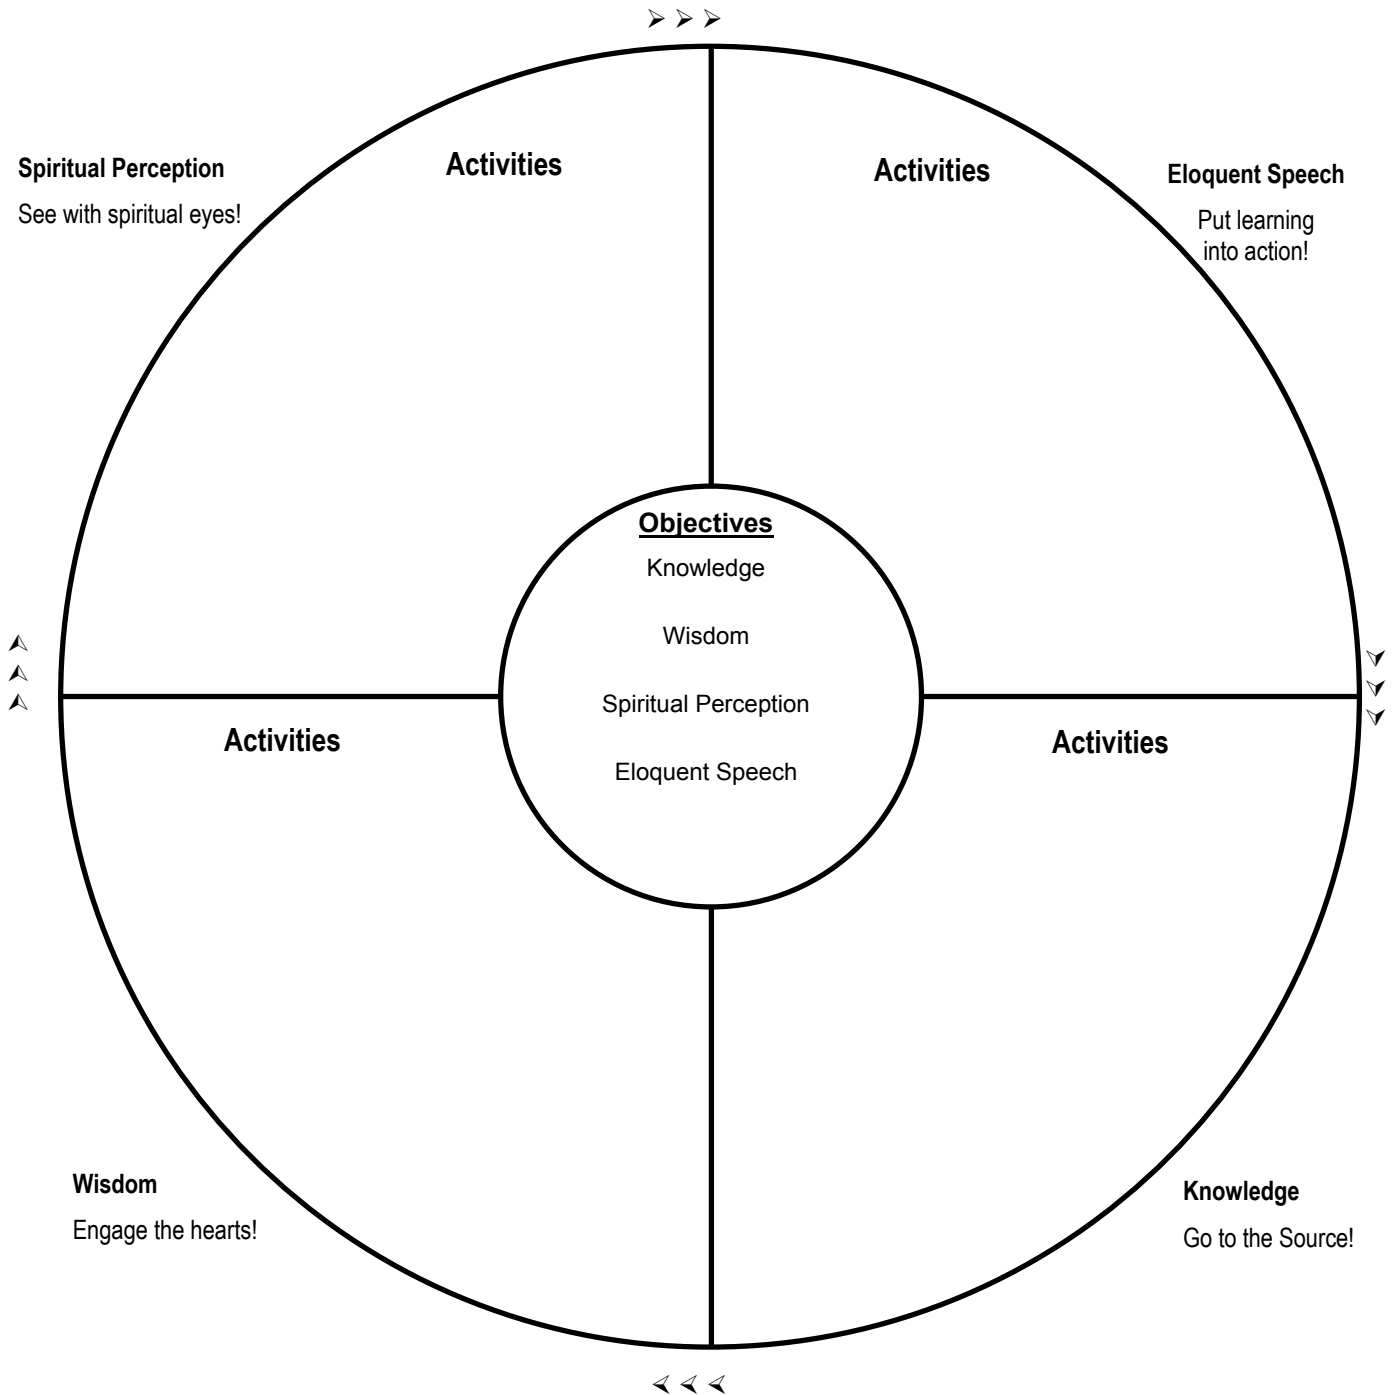 Spiritual Perception
See with spiritual eyes!
Activities
Activities
Eloquent Speech
Put learning
into action!
Objectives
Knowledge
Wisdom
Spiritual Perception
Eloquent Speech
Activities
Activities
Wisdom
Engage the hearts!
Knowledge
Go to the Source!